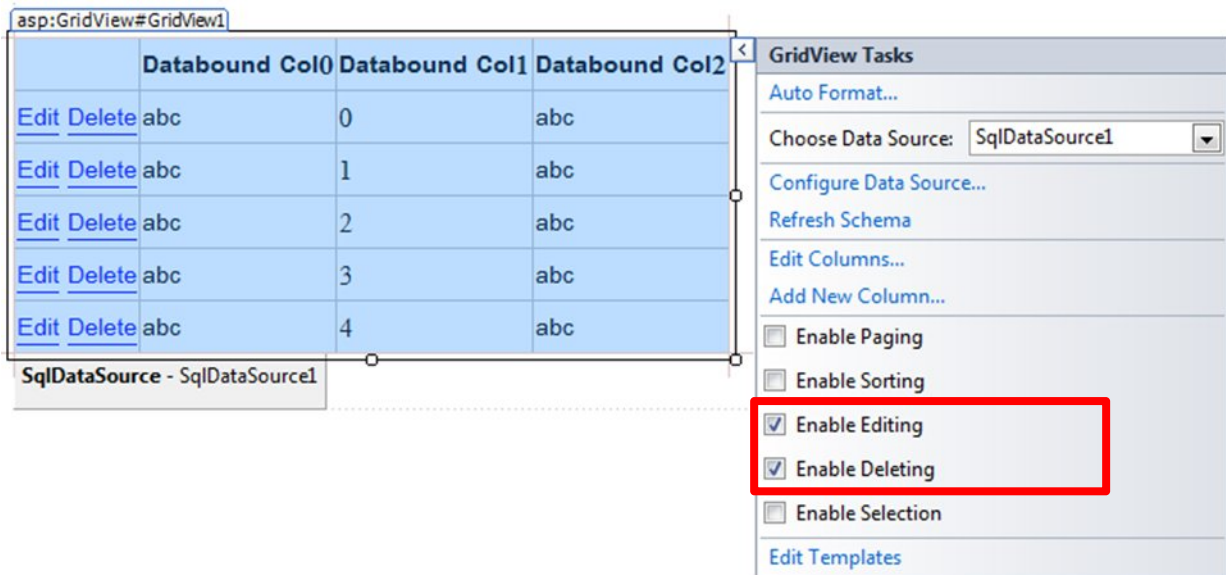 asp:GridView#GridView1
Databound Col0 Databound Col1 Databound Col2
Edit Delete abc 0 abc
Edit Delete abc 1 abc
Edit Delete abc 2 abc
Edit Delete abc 3 abc
Edit Delete abc 4 abc
SqlDataSource - SqlDataSource1
GridView Tasks
Auto Format...
Choose Data Source: SqlDataSource1
Configure Data Source...
Refresh Schema
Edit Columns...
Add New Column...
Enable Paging
Enable Sorting
Enable Editing
Enable Deleting
Enable Selection
Edit Templates